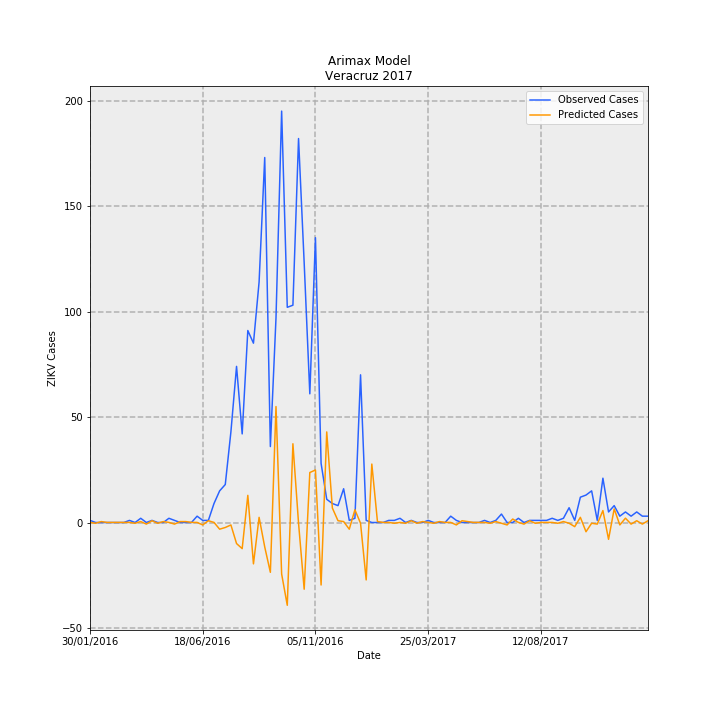 Arimax Model
Veracruz 2017
Observed Cases
Predicted Cases
200
150
100
50
0
−50
ZIKV Cases
30/01/2016 18/06/2016 05/11/2016 25/03/2017 12/08/2017
Date